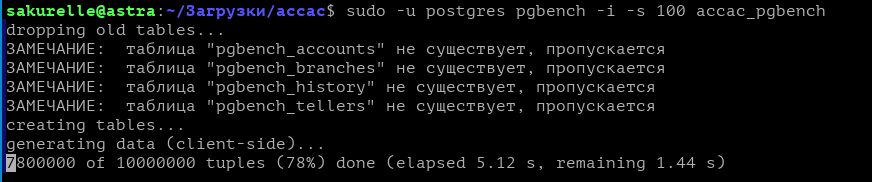 sakurelle@astra:~/Загрузки/accac$ sudo -u postgres pgbench -i -s 100 accac_pgbench
dropping old tables...
ЗАМЕЧАНИЕ:  таблица "pgbench_accounts" не существует, пропускается
ЗАМЕЧАНИЕ:  таблица "pgbench_branches" не существует, пропускается
ЗАМЕЧАНИЕ:  таблица "pgbench_history" не существует, пропускается
ЗАМЕЧАНИЕ:  таблица "pgbench_tellers" не существует, пропускается
creating tables...
generating data (client-side)...
7800000 of 10000000 tuples (78%) done (elapsed 5.12 s, remaining 1.44 s)